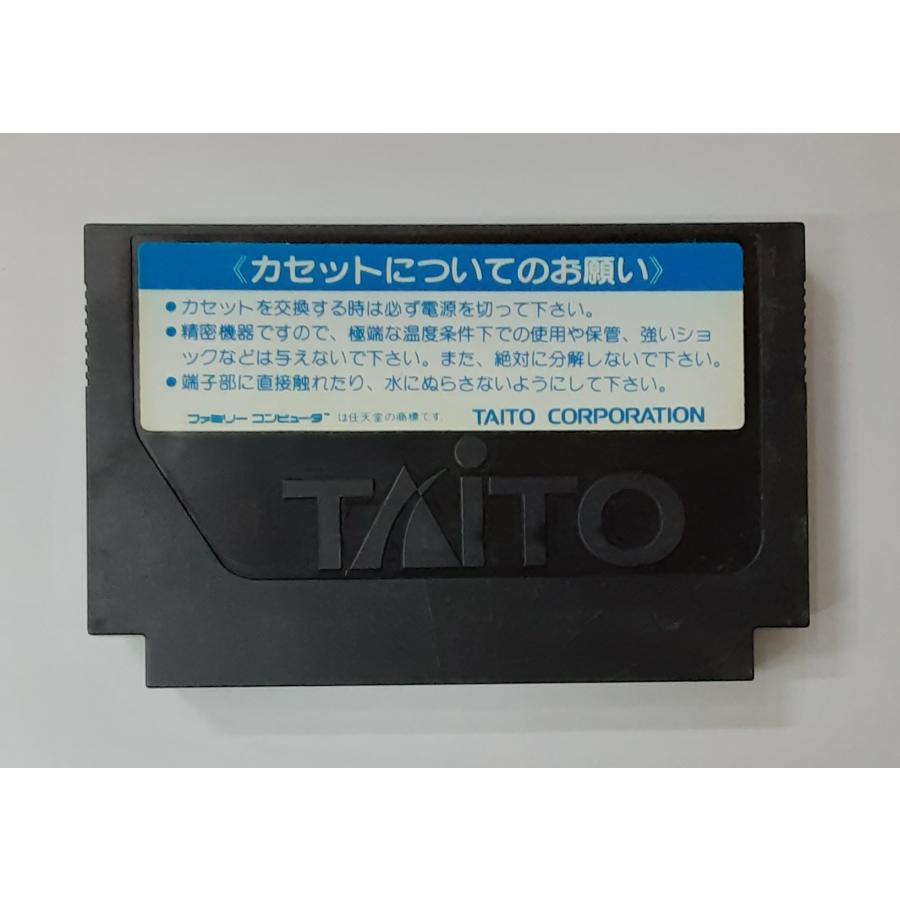 《カセットについてのお願い》
●カセットを交換する時は必ず電源を切って下さい。
●精密機器ですので、極端な温度条件下での使用や保管、強いショ
ックなどは与えないで下さい。また、絶対に分解しないで下さい。
●端子部に直接触れたり、水にぬらさないようにして下さい。
ファミリー コンピュータ™ は任天堂の商標です. TAITO CORPORATION
TAITO